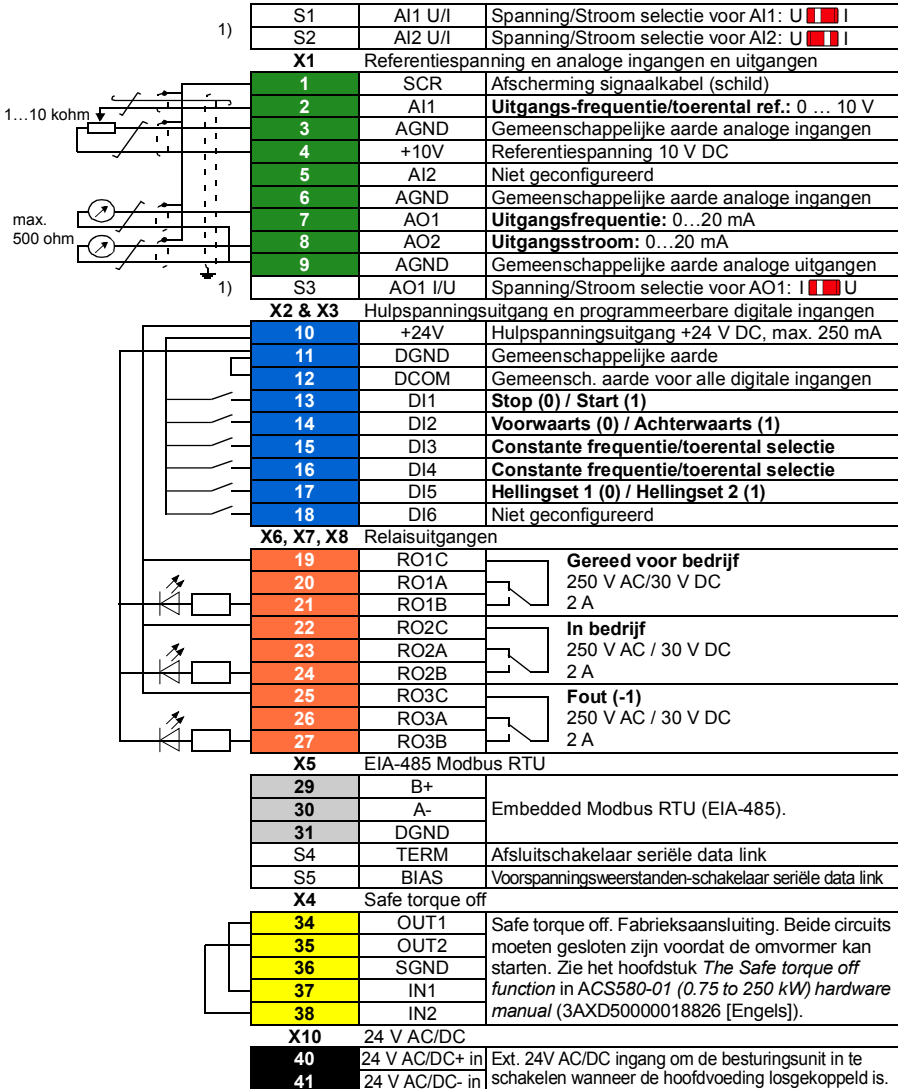 1)
S1 AI1 U/I Spanning/Stroom selectie voor AI1: U I
S2 AI2 U/I Spanning/Stroom selectie voor AI2: U I
X1 Referentiespanning en analoge ingangen en uitgangen
1 SCR Afscherming signaalkabel (schild)
1…10 kohm
2 AI1 Uitgangs-frequentie/toerental ref.: 0 … 10 V
3 AGND Gemeenschappelijke aarde analoge ingangen
4 +10V Referentiespanning 10 V DC
5 AI2 Niet geconfigureerd
6 AGND Gemeenschappelijke aarde analoge ingangen
max.
500 ohm
7 AO1 Uitgangsfrequentie: 0…20 mA
8 AO2 Uitgangsstroom: 0…20 mA
9 AGND Gemeenschappelijke aarde analoge uitgangen
1)
S3 AO1 I/U Spanning/Stroom selectie voor AO1: I U
X2 & X3 Hulpspanningsuitgang en programmeerbare digitale ingangen
10 +24V Hulpspanningsuitgang +24 V DC, max. 250 mA
11 DGND Gemeenschappelijke aarde
12 DCOM Gemeensch. aarde voor alle digitale ingangen
13 DI1 Stop (0) / Start (1)
14 DI2 Voorwaarts (0) / Achterwaarts (1)
15 DI3 Constante frequentie/toerental selectie
16 DI4 Constante frequentie/toerental selectie
17 DI5 Hellingset 1 (0) / Hellingset 2 (1)
18 DI6 Niet geconfigureerd
X6, X7, X8 Relaisuitgangen
19 RO1C Gereed voor bedrijf
20 RO1A 250 V AC/30 V DC
21 RO1B 2 A
22 RO2C In bedrijf
23 RO2A 250 V AC / 30 V DC
24 RO2B 2 A
25 RO3C Fout (-1)
26 RO3A 250 V AC / 30 V DC
27 RO3B 2 A
X5 EIA-485 Modbus RTU
29 B+
30 A- Embedded Modbus RTU (EIA-485).
31 DGND
S4 TERM Afsluitschakelaar seriële data link
S5 BIAS Voorspanningsweerstanden-schakelaar seriële data link
X4 Safe torque off
34 OUT1 Safe torque off. Fabrieksaansluiting. Beide circuits
35 OUT2 moeten gesloten zijn voordat de omvormer kan
36 SGND starten. Zie het hoofdstuk The Safe torque off
37 IN1 function in ACS580-01 (0.75 to 250 kW) hardware
38 IN2 manual (3AXD50000018826 [Engels]).
X10 24 V AC/DC
40 24 V AC/DC+ in Ext. 24V AC/DC ingang om de besturingsunit in te
41 24 V AC/DC- in schakelen wanneer de hoofdvoeding losgekoppeld is.